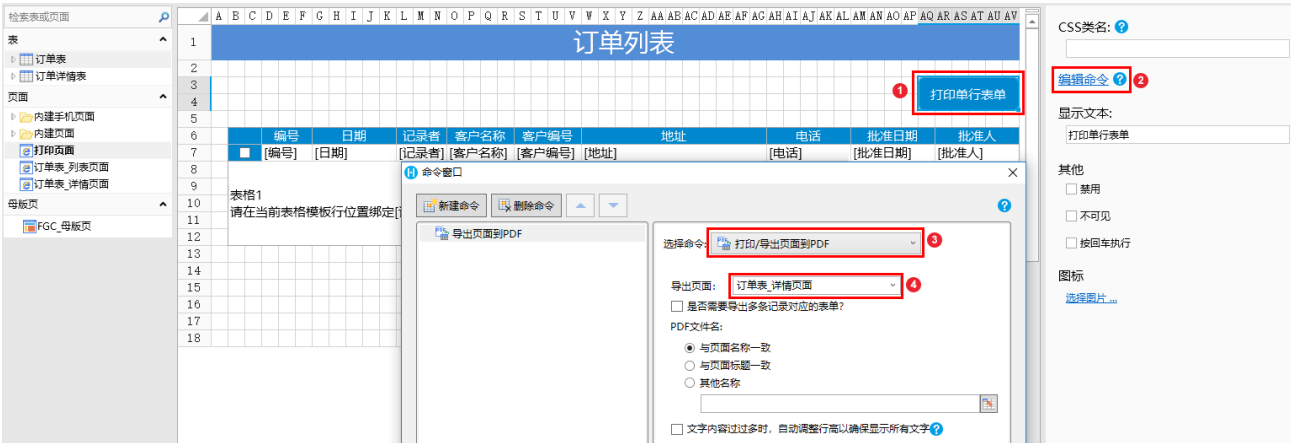 检索表或页面
表
订单表
订单详情表
页面
内建手机页面
内建页面
打印页面
订单表_列表页面
订单表_详情页面
母版页
FGC_母版页
A B C D E F G H I J K L M N O P Q R S T U V W X Y Z AA AB AC AD AE AF AG AH AI AJ AK AL AM AN AO AP AQ AR AS AT AU AV
1 订单列表
2
3
4
1 打印单行表单
5
6 编号 日期 记录者 客户名称 客户编号 地址 电话 批准日期 批准人
7 [编号] [日期] [记录者] [客户名称] [客户编号] [地址] [电话] [批准日期] [批准人]
8
9
表格1
10
请在当前表格模板行位置绑定[
11
12
13
14
15
16
17
18
命令窗口
新建命令 删除命令
导出页面到PDF
选择命令: 打印/导出页面到PDF 3
导出页面: 订单表_详情页面 4
是否需要导出多条记录对应的表单?
PDF文件名:
与页面名称一致
与页面标题一致
其他名称
文字内容过过多时，自动调整行高以确保显示所有文字
CSS类名:
编辑命令 2
显示文本:
打印单行表单
其他
禁用
不可见
按回车执行
图标
选择图片 ...